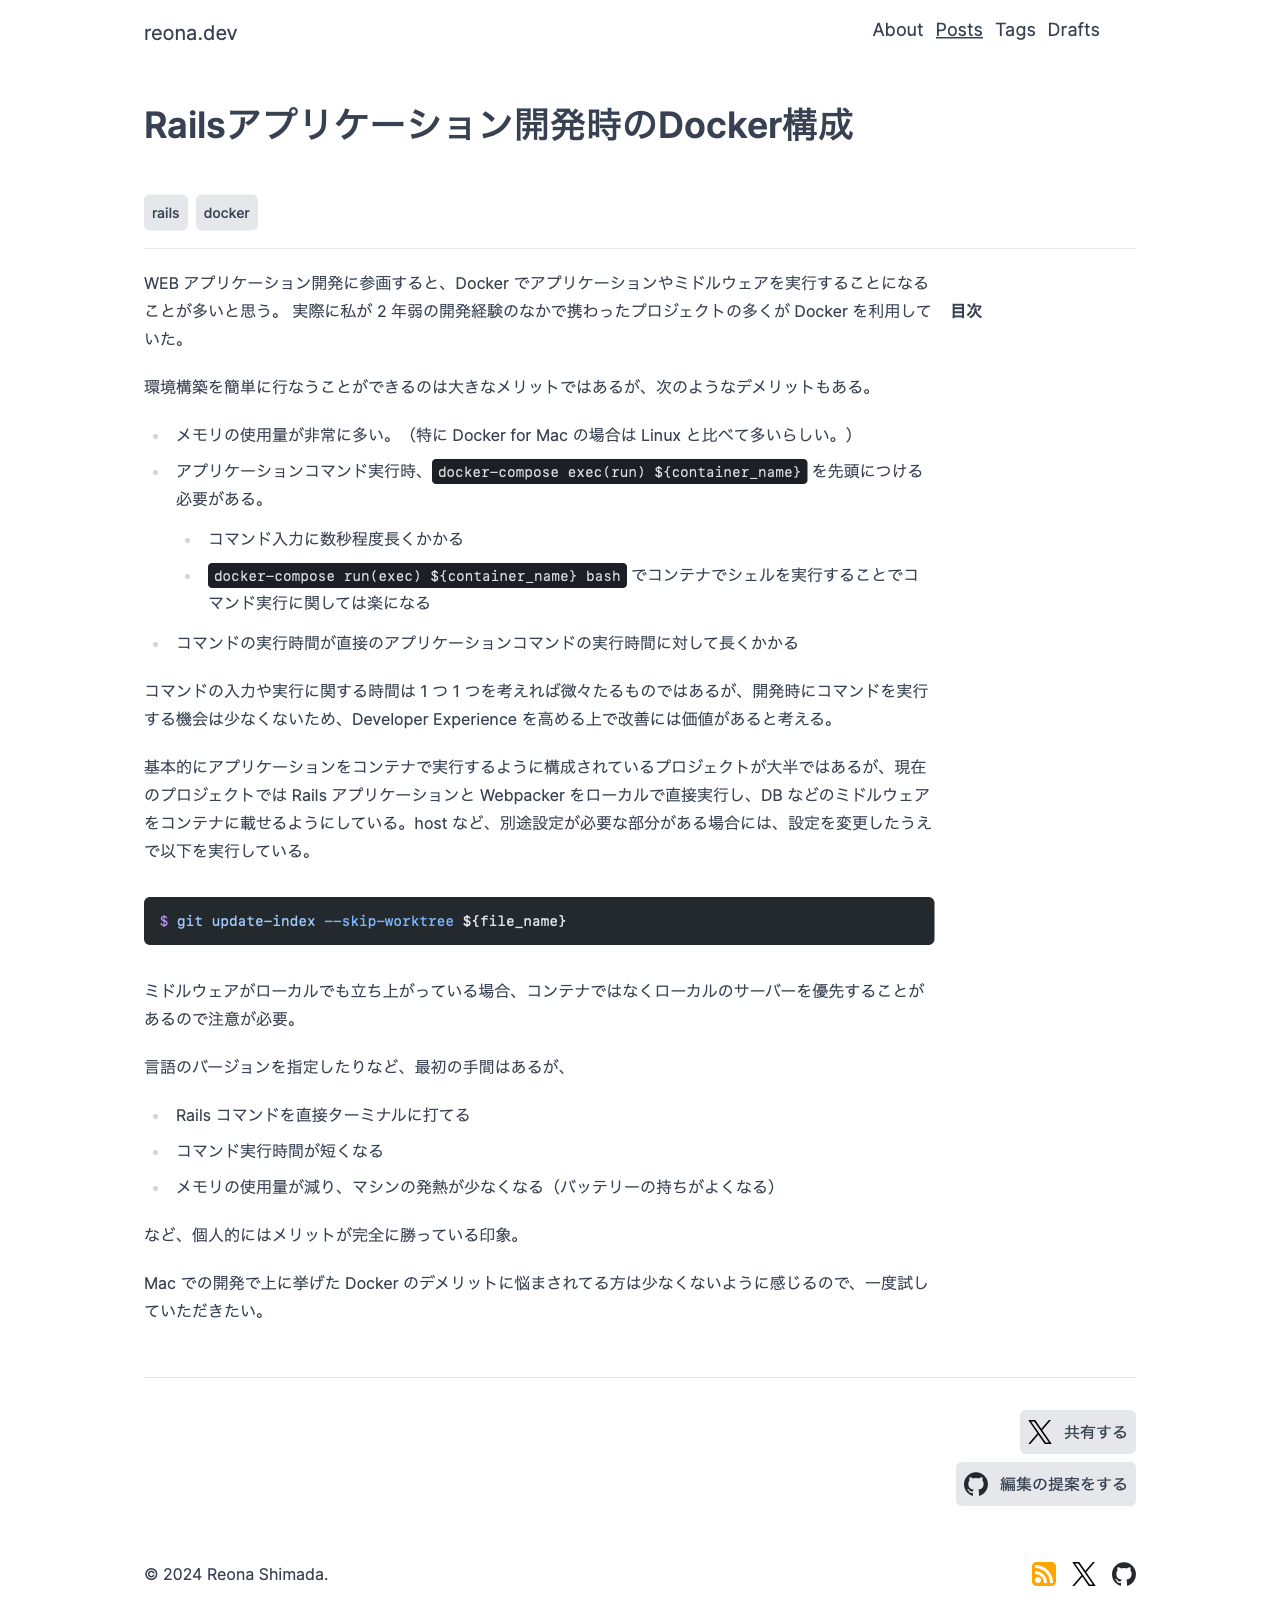 reona.dev
About Posts Tags Drafts
Railsアプリケーション開発時のDocker構成
rails docker
WEB アプリケーション開発に参画すると、Docker でアプリケーションやミドルウェアを実行することになる
ことが多いと思う。 実際に私が 2 年弱の開発経験のなかで携わったプロジェクトの多くが Docker を利用して
いた。
目次
環境構築を簡単に行なうことができるのは大きなメリットではあるが、次のようなデメリットもある。
メモリの使用量が非常に多い。（特に Docker for Mac の場合は Linux と比べて多いらしい。）
アプリケーションコマンド実行時、docker-compose exec(run) ${container_name} を先頭につける
必要がある。
コマンド入力に数秒程度長くかかる
docker-compose run(exec) ${container_name} bash でコンテナでシェルを実行することでコ
マンド実行に関しては楽になる
コマンドの実行時間が直接のアプリケーションコマンドの実行時間に対して長くかかる
コマンドの入力や実行に関する時間は 1 つ 1 つを考えれば微々たるものではあるが、開発時にコマンドを実行
する機会は少なくないため、Developer Experience を高める上で改善には価値があると考える。
基本的にアプリケーションをコンテナで実行するように構成されているプロジェクトが大半ではあるが、現在
のプロジェクトでは Rails アプリケーションと Webpacker をローカルで直接実行し、DB などのミドルウェア
をコンテナに載せるようにしている。host など、別途設定が必要な部分がある場合には、設定を変更したうえ
で以下を実行している。
$ git update-index --skip-worktree ${file_name}
ミドルウェアがローカルでも立ち上がっている場合、コンテナではなくローカルのサーバーを優先することが
あるので注意が必要。
言語のバージョンを指定したりなど、最初の手間はあるが、
Rails コマンドを直接ターミナルに打てる
コマンド実行時間が短くなる
メモリの使用量が減り、マシンの発熱が少なくなる（バッテリーの持ちがよくなる）
など、個人的にはメリットが完全に勝っている印象。
Mac での開発で上に挙げた Docker のデメリットに悩まされてる方は少なくないように感じるので、一度試し
ていただきたい。
共有する
編集の提案をする
© 2024 Reona Shimada.